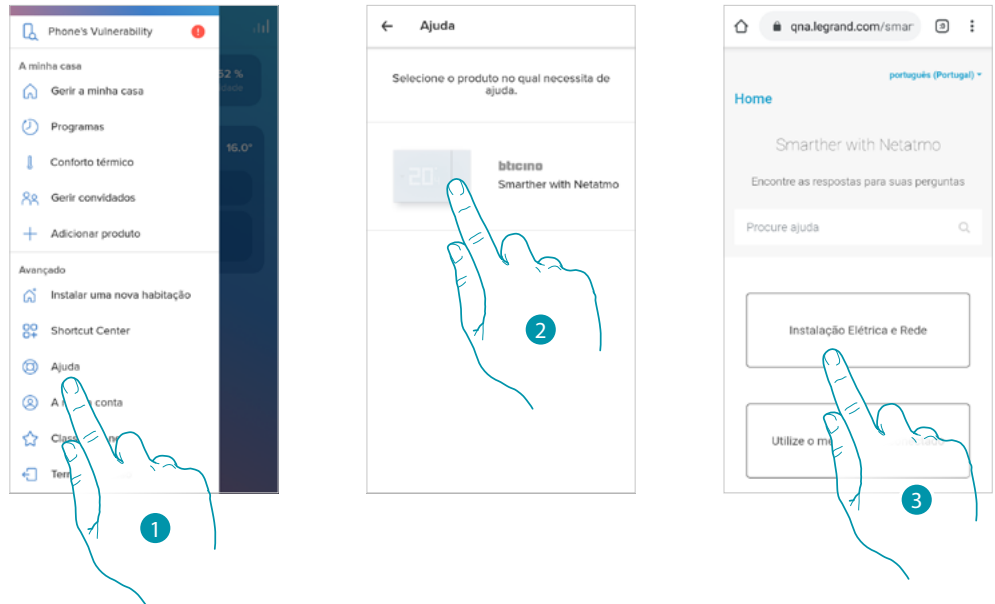 Phone's Vulnerability
A minha casa
Gerir a minha casa
Programas
Conforto térmico
Gerir convidados
Adicionar produto
Avançado
Instalar uma nova habitação
Shortcut Center
Ajuda
A conta
16.0°
1
Ajuda
Selecione o produto no qual necessita de
ajuda.
20
bticino
Smarther with Netatmo
2
qna.legrand.com/smar
português (Portugal)
Home
Smarther with Netatmo
Encontre as respostas para suas perguntas
Procure ajuda
Instalação Elétrica e Rede
Utilize o
3